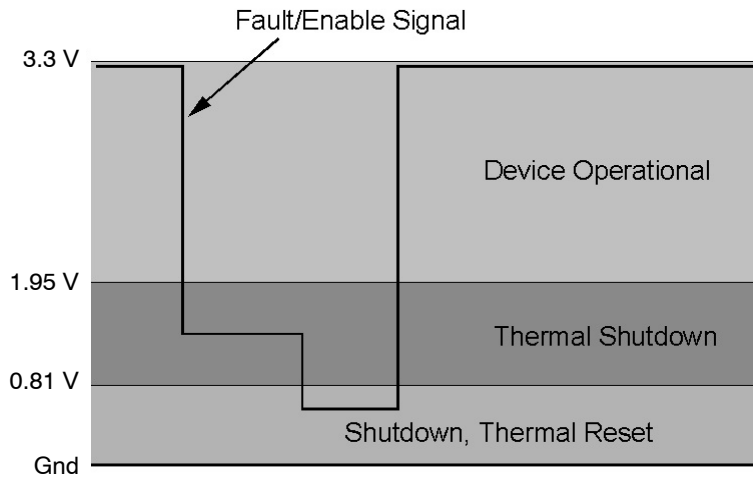 Fault/Enable Signal
3.3 V
Device Operational
1.95 V
Thermal Shutdown
0.81 V
Shutdown, Thermal Reset
Gnd